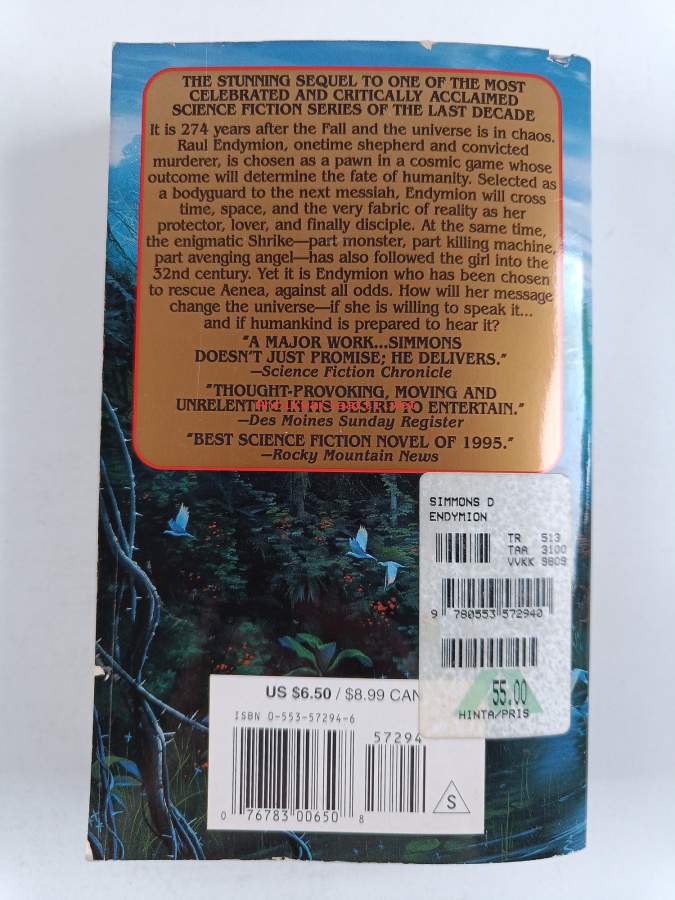 THE STUNNING SEQUEL TO ONE OF THE MOST
CELEBRATED AND CRITICALLY ACCLAIMED
SCIENCE FICTION SERIES OF THE LAST DECADE
It is 274 years after the Fall and the universe is in chaos.
Raul Endymion, onetime shepherd and convicted
murderer, is chosen as a pawn in a cosmic game whose
outcome will determine the fate of humanity. Selected as
a bodyguard to the next messiah, Endymion will cross
time, space, and the very fabric of reality as her
protector, lover, and finally disciple. At the same time,
the enigmatic Shrike—part monster, part killing machine,
part avenging angel—has also followed the girl into the
32nd century. Yet it is Endymion who has been chosen
to rescue Aenea, against all odds. How will her message
change the universe—if she is willing to speak it...
and if humankind is prepared to hear it?
"A MAJOR WORK...SIMMONS
DOESN'T JUST PROMISE; HE DELIVERS."
—Science Fiction Chronicle
"THOUGHT-PROVOKING, MOVING AND
UNRELENTING IN HIS DESIRE TO ENTERTAIN."
—Des Moines Sunday Register
"BEST SCIENCE FICTION NOVEL OF 1995."
—Rocky Mountain News
SIMMONS D
ENDYMION
TR 513
TAA 3100
VVKK 9809
9 780553 572940
55.00
HINTA/PRIS
US $6.50 / $8.99 CAN
ISBN 0-553-57294-6
57294
0 76783 00650 8
S